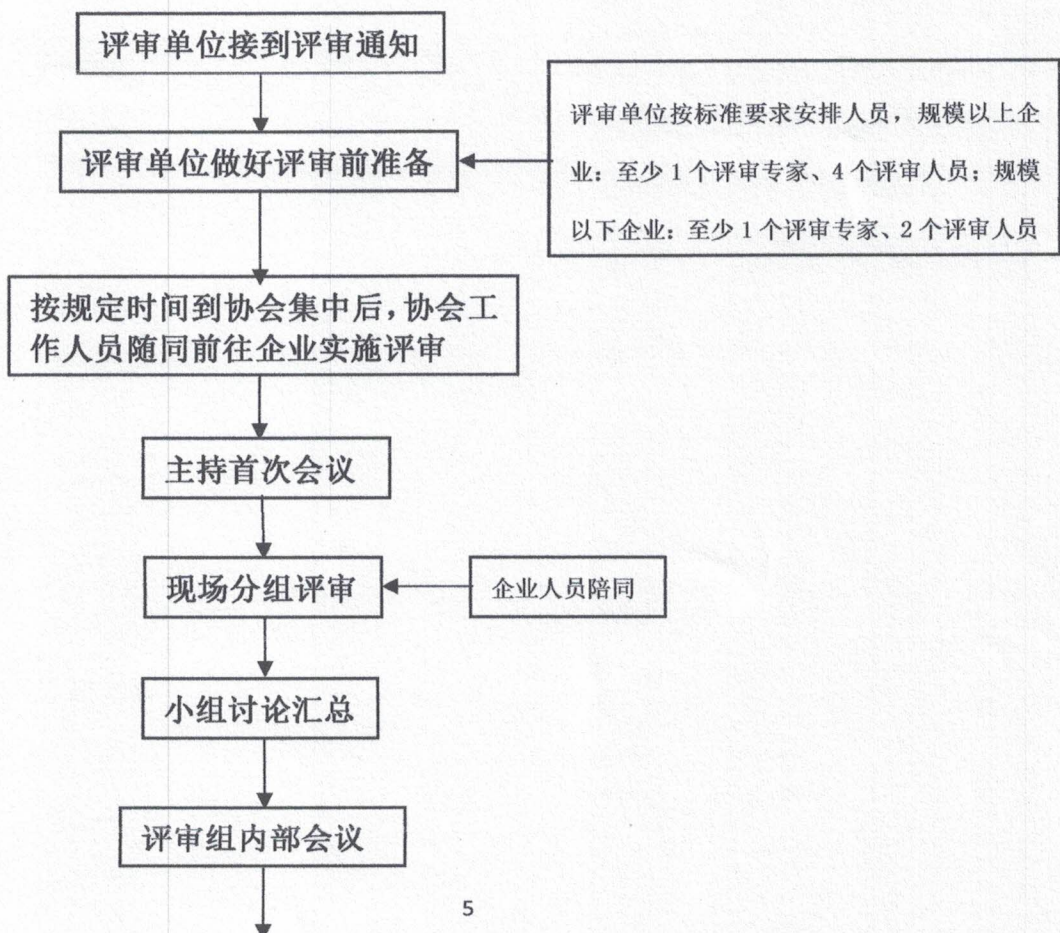 评审单位接到评审通知
评审单位按标准要求安排人员，规模以上企
业：至少1个评审专家、4个评审人员；规模
以下企业：至少1个评审专家、2个评审人员
评审单位做好评审前准备
按规定时间到协会集中后，协会工
作人员随同前往企业实施评审
主持首次会议
现场分组评审
企业人员陪同
小组讨论汇总
评审组内部会议
5